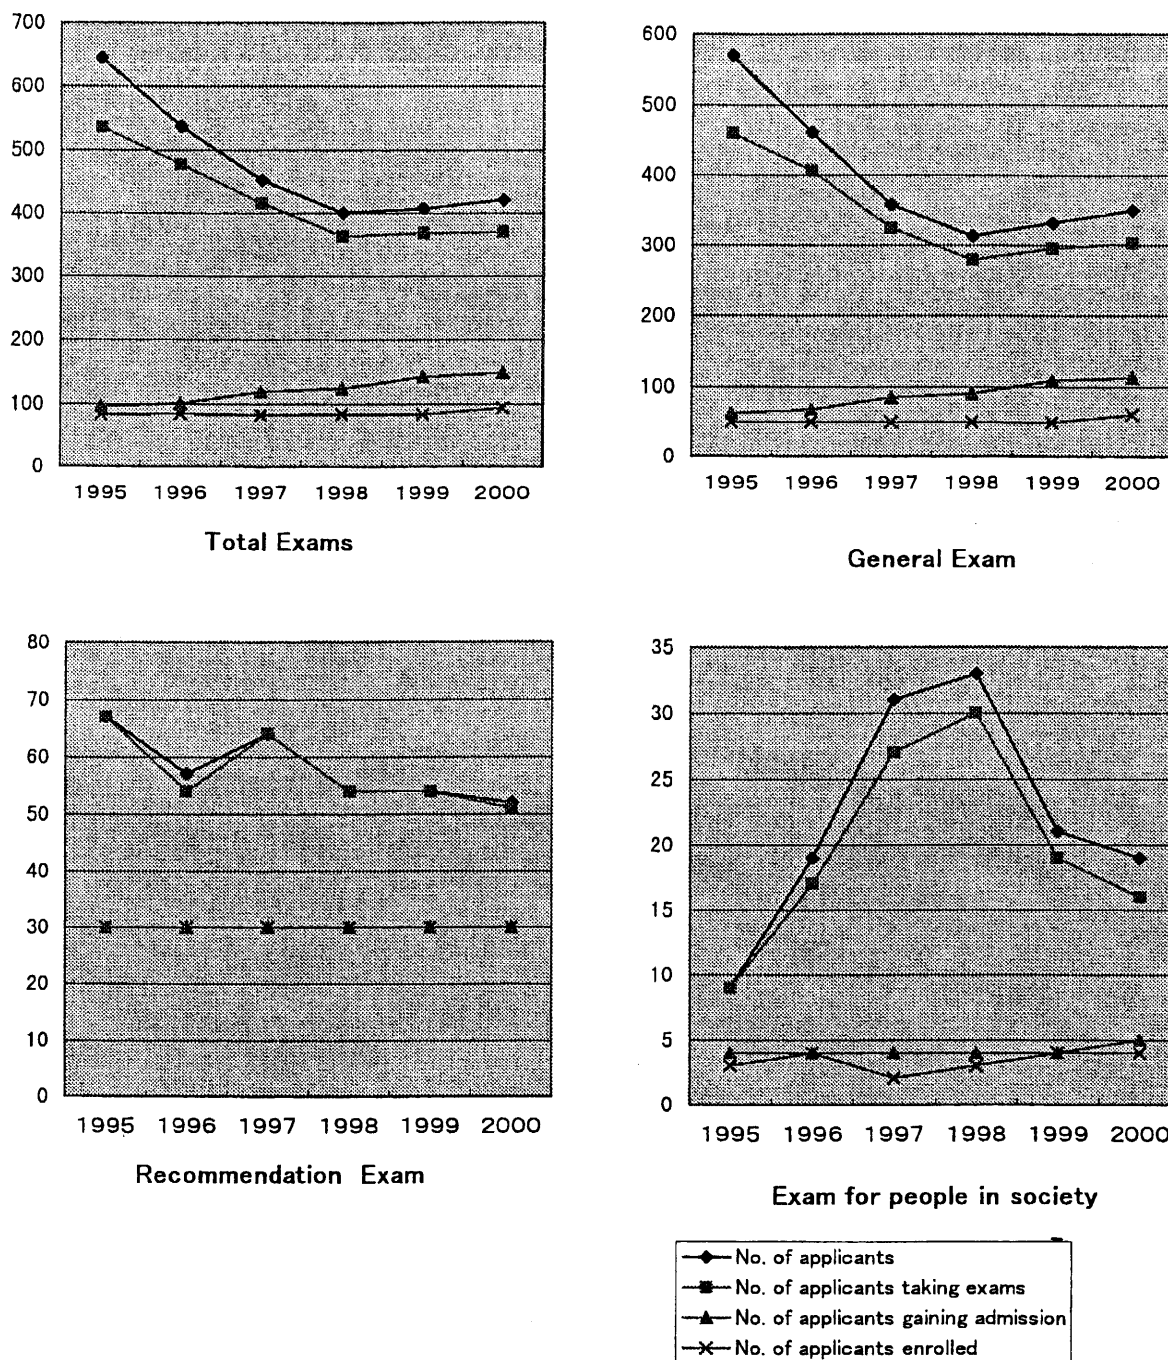 700
600
500
400
300
200
100
0
1995 1996 1997 1998 1999 2000
Total Exams
600
500
400
300
200
100
0
1995 1996 1997 1998 1999 2000
General Exam
80
70
60
50
40
30
20
10
0
1995 1996 1997 1998 1999 2000
Recommendation Exam
35
30
25
20
15
10
5
0
1995 1996 1997 1998 1999 2000
Exam for people in society
No. of applicants
No. of applicants taking exams
No. of applicants gaining admission
No. of applicants enrolled